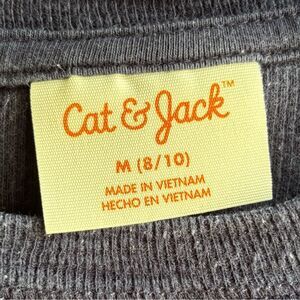 Cat & Jack™
M (8/10)
MADE IN VIETNAM
HECHO EN VIETNAM